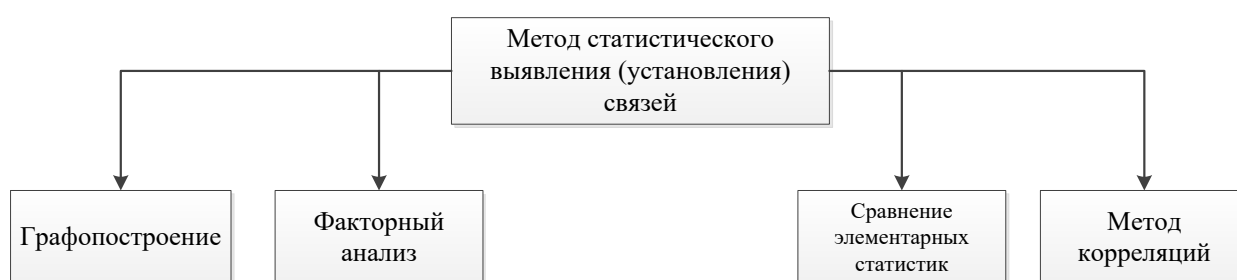 Метод статистического
выявления (установления)
связей
Графопостроение
Факторный
анализ
Сравнение
элементарных
статистик
Метод
корреляций